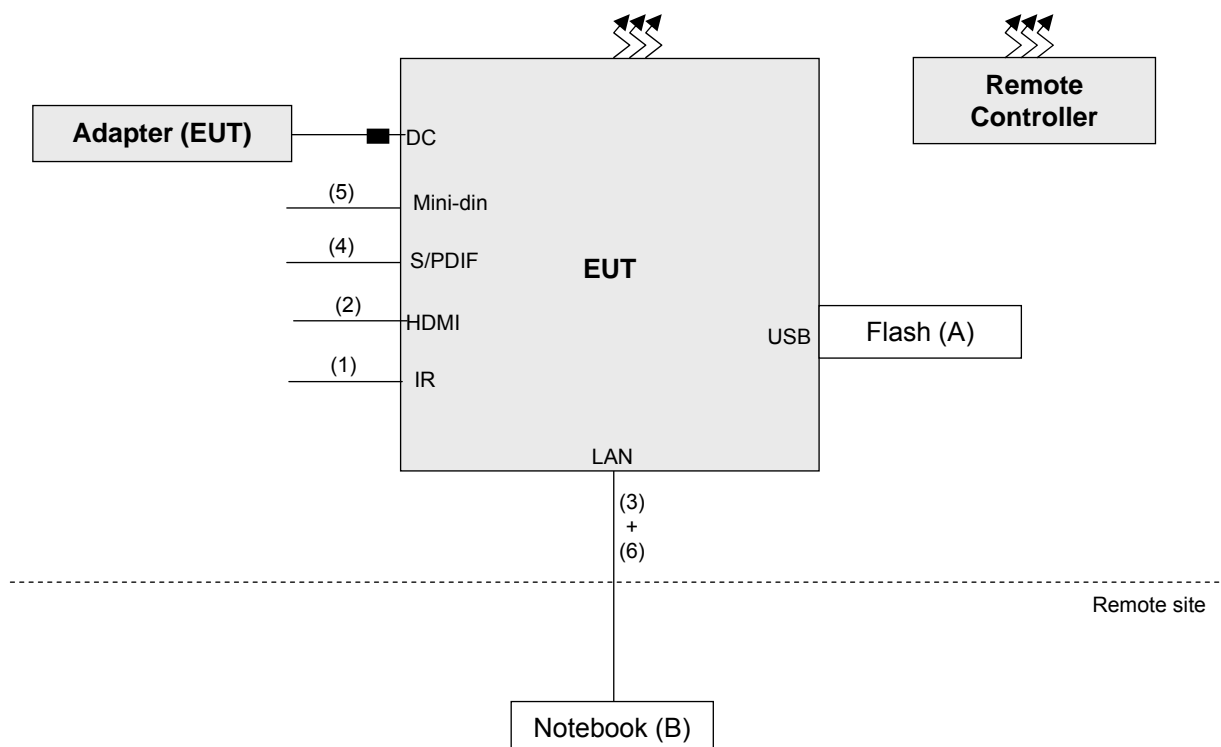 Remote
Controller
Adapter (EUT)
DC
(5)
Mini-din
(4)
S/PDIF
EUT
(2)
HDMI
USB
Flash (A)
(1)
IR
LAN
(3)
+
(6)
Remote site
Notebook (B)